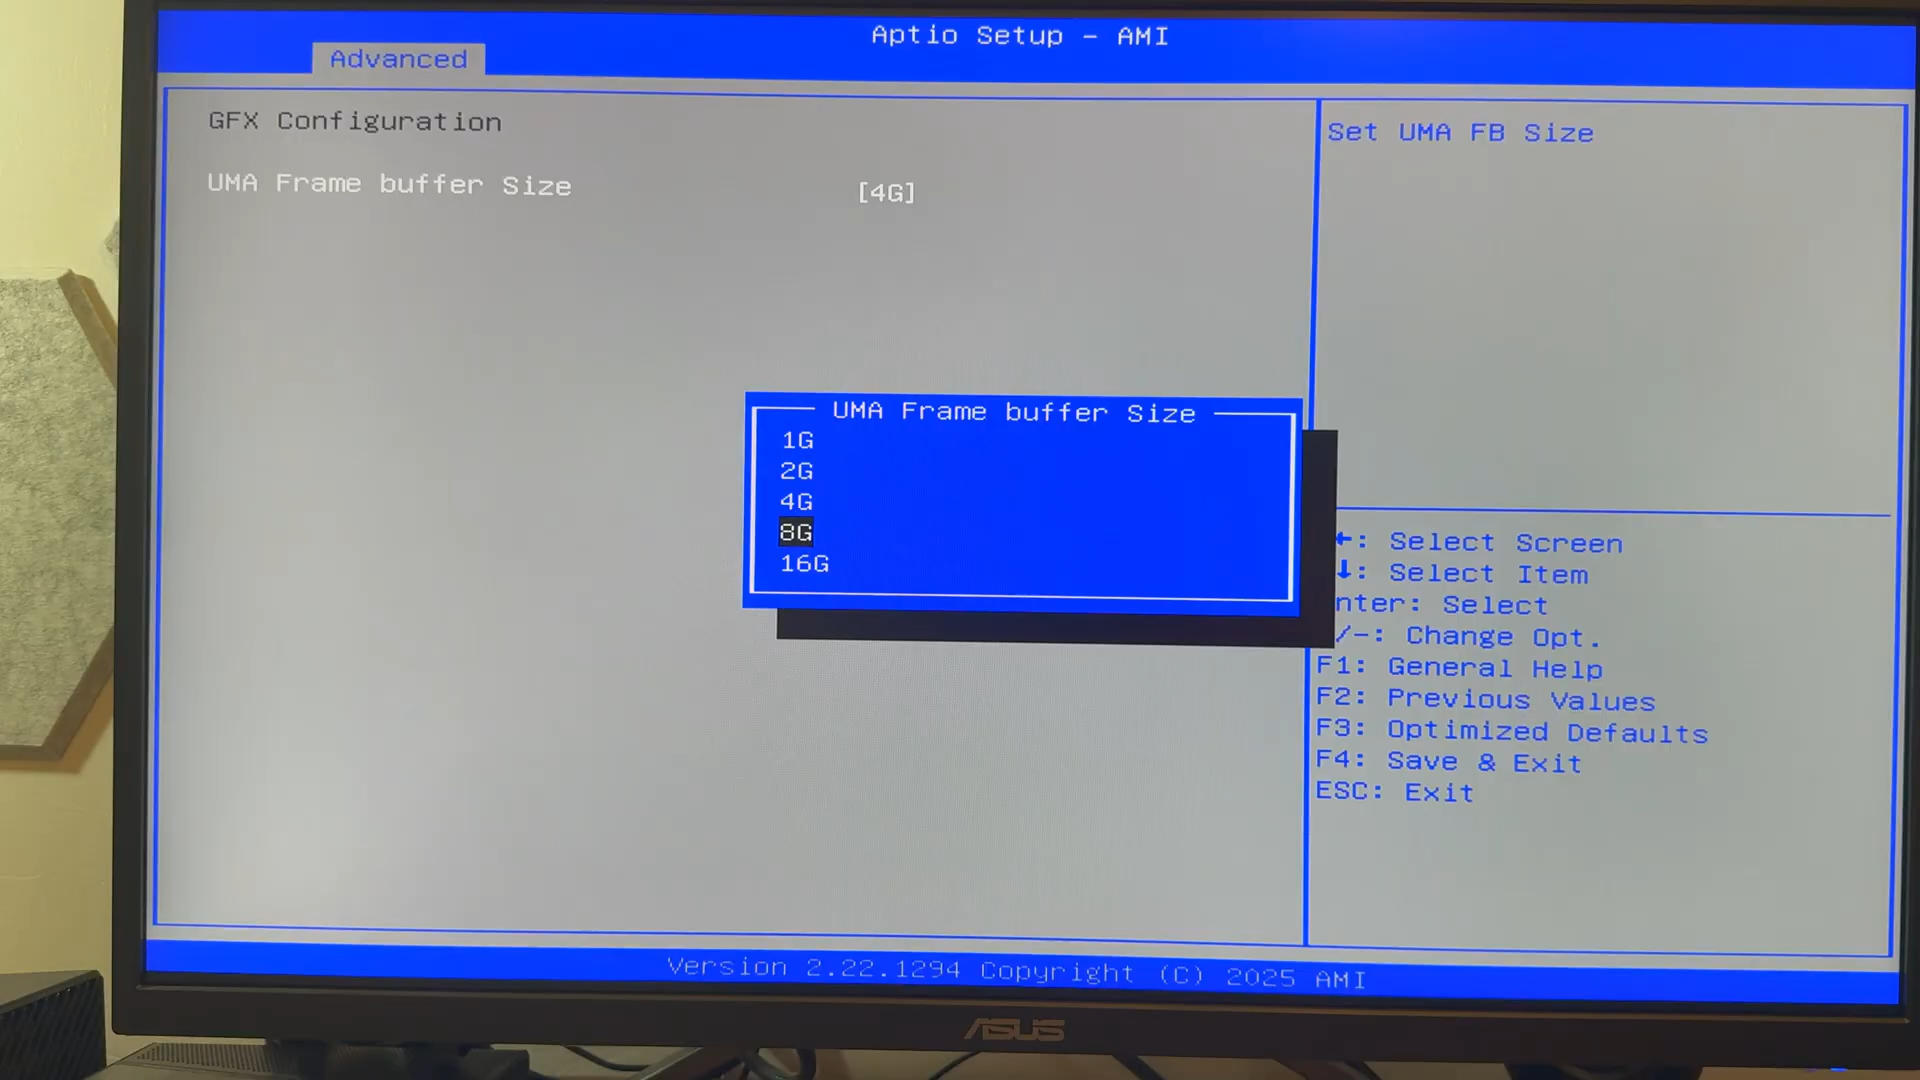 Aptio Setup - AMI
Advanced
GFX Configuration
UMA Frame buffer Size [4G]
Set UMA FB Size
UMA Frame buffer Size
1G
2G
4G
8G
16G
←: Select Screen
↓: Select Item
nter: Select
/-: Change Opt.
F1: General Help
F2: Previous Values
F3: Optimized Defaults
F4: Save & Exit
ESC: Exit
Version 2.22.1294 Copyright (C) 2025 AMI
ASUS